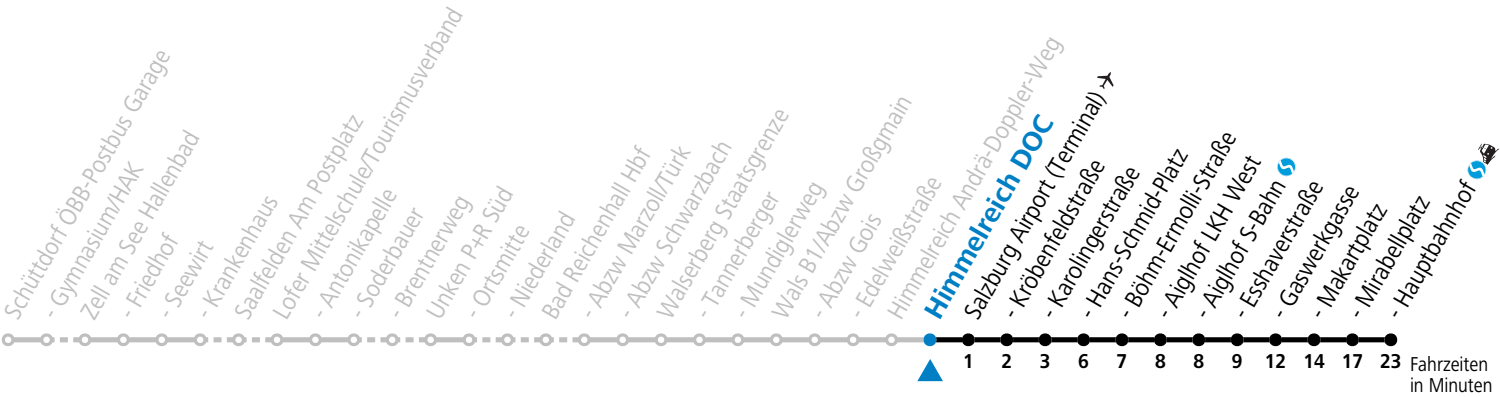 Schüttdorf ÖBB-Postbus Garage
- Gymnasium/HAK
Zell am See Hallenbad
- Friedhof
- Seewirt
- Krankenhaus
Saalfelden Am Postplatz
Lofer Mittelschule/Tourismusverband
- Antonikapelle
- Soderbauer
- Brentnerweg
Unken P+R Süd
- Ortsmitte
- Niederland
Bad Reichenhall Hbf
- Abzw Marzoll/Türk
- Abzw Schwarzbach
Walserberg Staatsgrenze
- Tannerberger
- Mundiglerweg
Wals B1/Abzw Großgmain
- Abzw Gois
- Edelweißstraße
Himmelreich Andrä-Doppler-Weg
Himmelreich DOC
Salzburg Airport (Terminal)
- Kröbenfeldstraße
- Karolingerstraße
- Hans-Schmid-Platz
- Böhm-Ermolli-Straße
- Aiglhof LKH West
- Aiglhof S-Bahn
- Esshaverstraße
- Gaswerkgasse
- Makartplatz
- Mirabellplatz
- Hauptbahnhof
1 2 3 6 7 8 8 9 12 14 17 23 Fahrzeiten
in Minuten